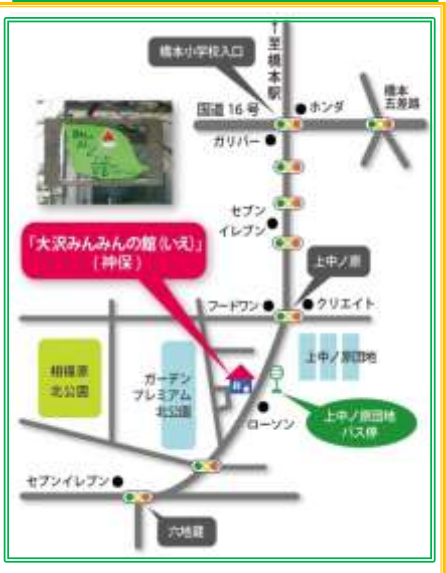 ↑至橋本駅
橋本小学校入口
国道16号
ホンダ
橋本
五差路
ガリバー
セブン
イレブン
「大沢みんみんの館(いえ)」
(神保)
上中ノ原
フードワン
クリエイト
上中ノ原団地
相模原
北公園
ガーデン
プレミアム
北公園
ローソン
上中ノ原団地
バス停
セブンイレブン
六地蔵